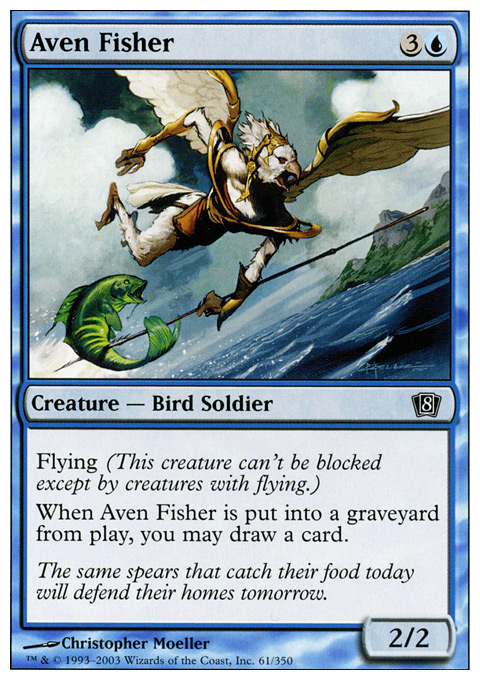 Aven Fisher
3
Creature — Bird Soldier
8
Flying (This creature can't be blocked
except by creatures with flying.)
When Aven Fisher is put into a graveyard
from play, you may draw a card.
The same spears that catch their food today
will defend their homes tomorrow.
2/2
Christopher Moeller
™ & © 1993–2003 Wizards of the Coast, Inc. 61/350